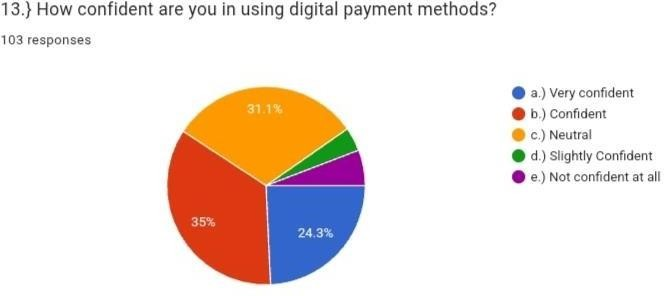 13.} How confident are you in using digital payment methods?
103 responses
31.1%
35%
24.3%
a.) Very confident
b.) Confident
c.) Neutral
d.) Slightly Confident
e.) Not confident at all